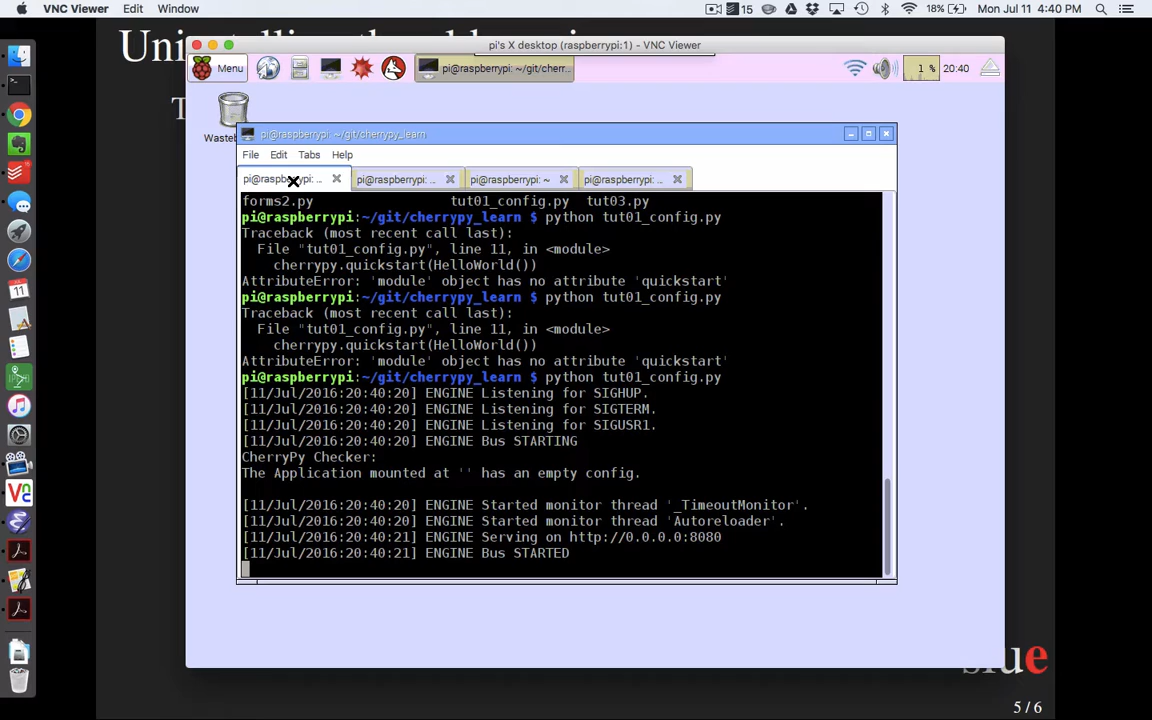 VNC Viewer Edit Window 15 18% Mon Jul 11 4:40 PM
pi's X desktop (raspberrypi:1) - VNC Viewer
Menu pi@raspberrypi: ~/git/cherr.. 1 % 20:40
pi@raspberrypi: ~/git/cherrypy_learn
File Edit Tabs Help
pi@raspberrypi: .. pi@raspberrypi: .. pi@raspberrypi: ~ pi@raspberrypi: ..
forms2.py tut01_config.py tut03.py
pi@raspberrypi:~/git/cherrypy_learn $ python tut01_config.py
Traceback (most recent call last):
File "tut01_config.py", line 11, in <module>
cherrypy.quickstart(HelloWorld())
AttributeError: 'module' object has no attribute 'quickstart'
pi@raspberrypi:~/git/cherrypy_learn $ python tut01_config.py
Traceback (most recent call last):
File "tut01_config.py", line 11, in <module>
cherrypy.quickstart(HelloWorld())
AttributeError: 'module' object has no attribute 'quickstart'
pi@raspberrypi:~/git/cherrypy_learn $ python tut01_config.py
[11/Jul/2016:20:40:20] ENGINE Listening for SIGHUP.
[11/Jul/2016:20:40:20] ENGINE Listening for SIGTERM.
[11/Jul/2016:20:40:20] ENGINE Listening for SIGUSR1.
[11/Jul/2016:20:40:20] ENGINE Bus STARTING
CherryPy Checker:
The Application mounted at '' has an empty config.
[11/Jul/2016:20:40:20] ENGINE Started monitor thread '_TimeoutMonitor'.
[11/Jul/2016:20:40:20] ENGINE Started monitor thread 'Autoreloader'.
[11/Jul/2016:20:40:21] ENGINE Serving on http://0.0.0.0:8080
[11/Jul/2016:20:40:21] ENGINE Bus STARTED
5 / 6